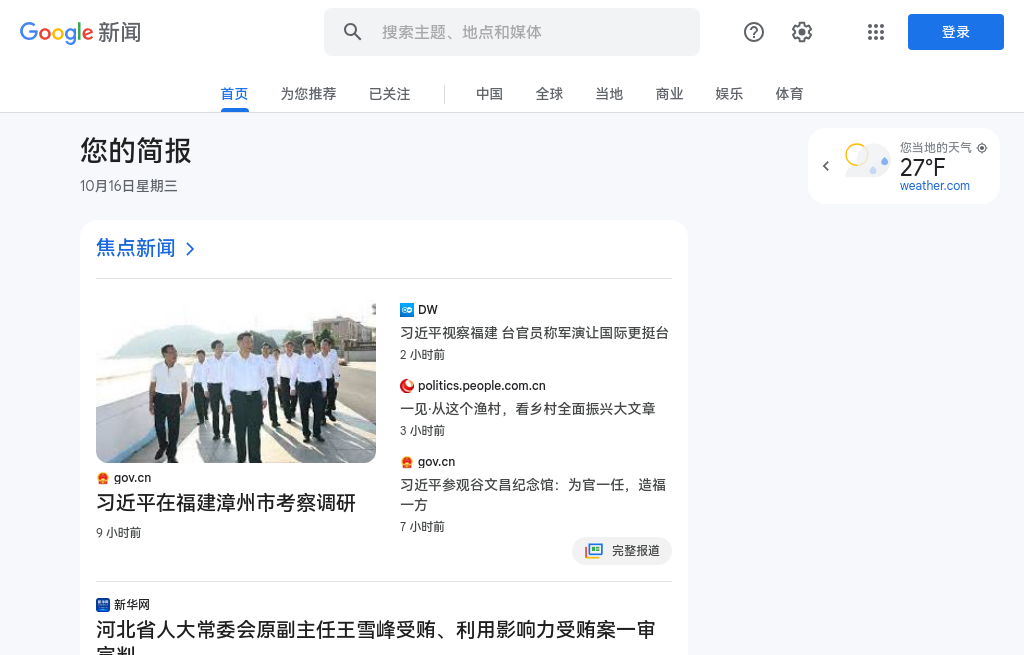 Google 新闻
搜索主题、地点和媒体
登录
首页
为您推荐
已关注
中国
全球
当地
商业
娱乐
体育
您的简报
10月16日星期三
您当地的天气
27°F
weather.com
焦点新闻
gov.cn
习近平在福建漳州市考察调研
9 小时前
DW
习近平视察福建 台官员称军演让国际更挺台
2 小时前
politics.people.com.cn
一见·从这个渔村，看乡村全面振兴大文章
3 小时前
gov.cn
习近平参观谷文昌纪念馆：为官一任，造福
一方
7 小时前
完整报道
新华网
河北省人大常委会原副主任王雪峰受贿、利用影响力受贿案一审
宣判